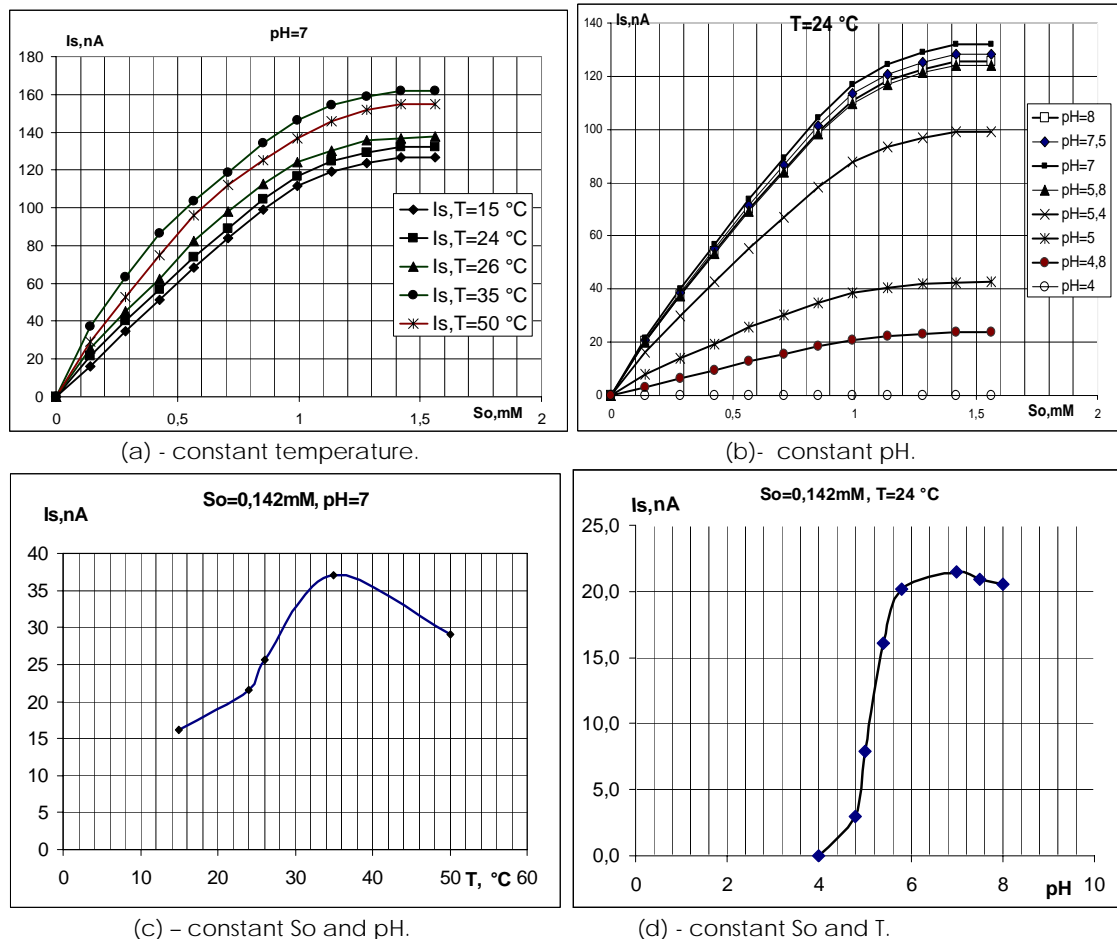 Is,nA
pH=7
180
160
140
120
100
80
60
40
20
0
0 0,5 1 1,5 2
So,mM
Is,T=15 °C
Is,T=24 °C
Is,T=26 °C
Is,T=35 °C
Is,T=50 °C
(a) - constant temperature.
Is,nA
T=24 °C
140
120
100
80
60
40
20
0
0 0,5 1 1,5 2
So,mM
pH=8
pH=7,5
pH=7
pH=5,8
pH=5,4
pH=5
pH=4,8
pH=4
(b)- constant pH.
So=0,142mM, pH=7
Is,nA
40
35
30
25
20
15
10
5
0
0 10 20 30 40 50 T, °C 60
(c) – constant So and pH.
So=0,142mM, T=24 °C
Is,nA
25,0
20,0
15,0
10,0
5,0
0,0
0 2 4 6 8 10
pH
(d) - constant So and T.